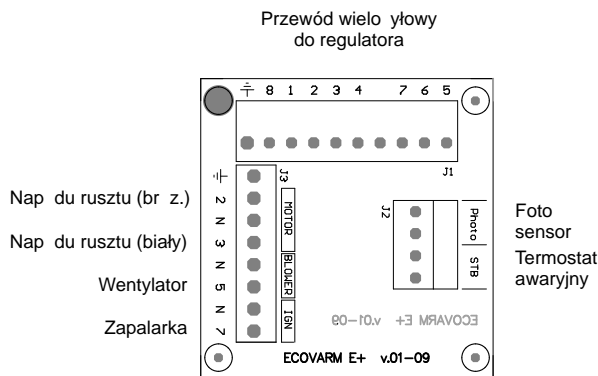 Przewód wielo yłowy
do regulatora
8 1 2 3 4 7 6 5
J1
J3
2
N
3
N
5
N
7
MOTOR
BLOWER
IGN
J2
Photo
STB
Nap du rusztu (br z.)
Nap du rusztu (biały)
Wentylator
Zapalarka
Foto
sensor
Termostat
awaryjny
ECOVARM E+ v.01-09
ECOVARM E+ v.01-09